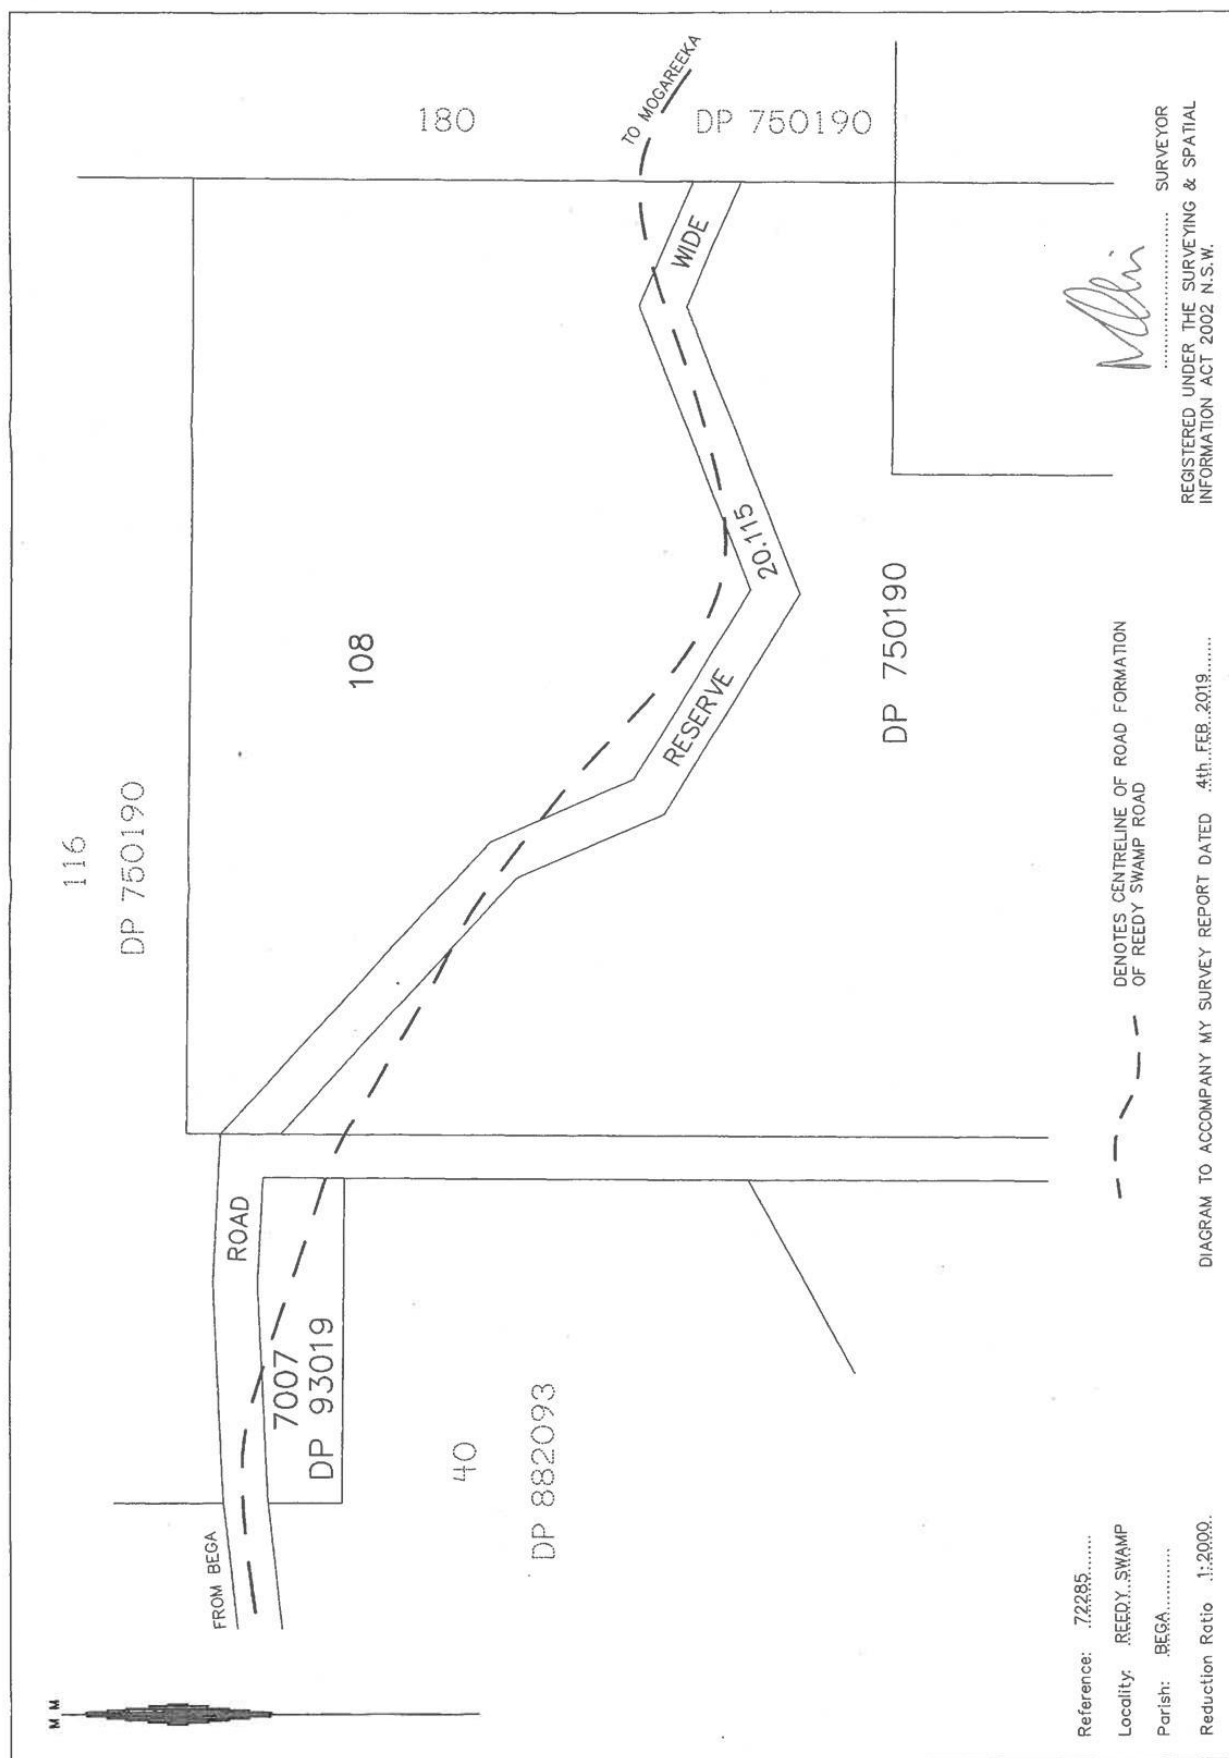 M M
116
DP 750190
180
DP 750190
TO MOGAREEKA
FROM BEGA
ROAD
7007
DP 93019
108
RESERVE
20.115
WIDE
40
DP 882093
DP 750190
DENOTES CENTRELINE OF ROAD FORMATION
OF REEDY SWAMP ROAD
Reference: 72285
Locality: REEDY SWAMP
Parish: BEGA
Reduction Ratio 1:2000
DIAGRAM TO ACCOMPANY MY SURVEY REPORT DATED 4th FEB. 2019
SURVEYOR
REGISTERED UNDER THE SURVEYING & SPATIAL
INFORMATION ACT 2002 N.S.W.